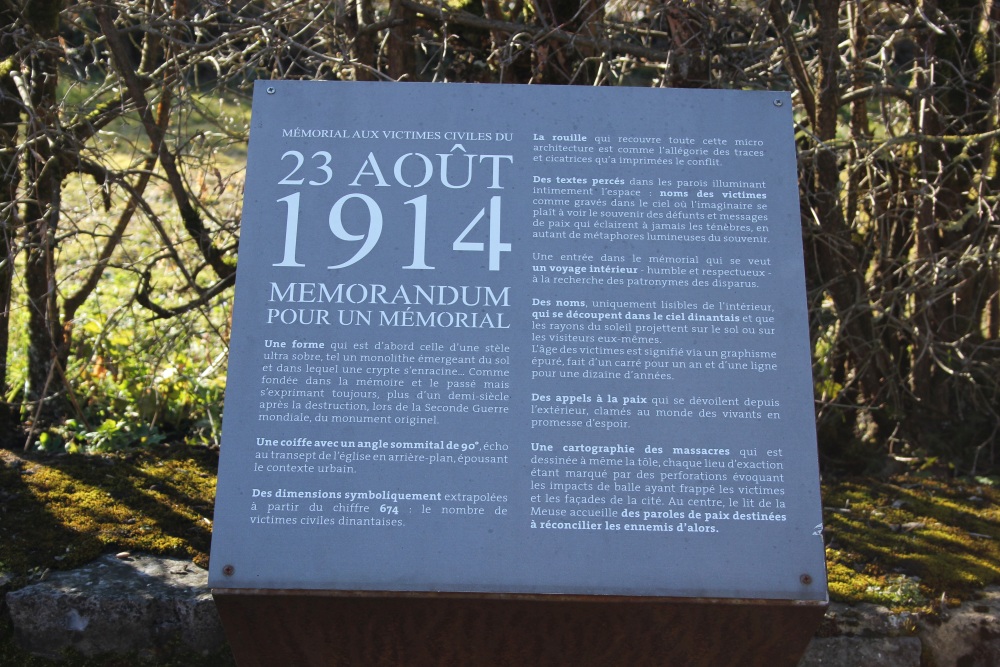 MÉMORIAL AUX VICTIMES CIVILES DU
23 AOÛT
1914
MEMORANDUM
POUR UN MÉMORIAL
Une forme qui est d'abord celle d'une stèle
ultra sobre, tel un monolithe émergeant du sol
et dans lequel une crypte s'enracine... Comme
fondée dans la mémoire et le passé mais
s'exprimant toujours, plus d'un demi-siècle
après la destruction, lors de la Seconde Guerre
mondiale, du monument originel.
Une coiffe avec un angle sommital de 90°, écho
au transept de l'église en arrière-plan, épousant
le contexte urbain.
Des dimensions symboliquement extrapolées
à partir du chiffre 674 : le nombre de
victimes civiles dinantaises.
La rouille qui recouvre toute cette micro
architecture est comme l'allégorie des traces
et cicatrices qu'a imprimées le conflit.
Des textes percés dans les parois illuminant
intimement l'espace : noms des victimes
comme gravés dans le ciel où l'imaginaire se
plaît à voir le souvenir des défunts et messages
de paix qui éclairent à jamais les ténèbres, en
autant de métaphores lumineuses du souvenir.
Une entrée dans le mémorial qui se veut
un voyage intérieur - humble et respectueux -
à la recherche des patronymes des disparus.
Des noms, uniquement lisibles de l'intérieur,
qui se découpent dans le ciel dinantais et que
les rayons du soleil projettent sur le sol ou sur
les visiteurs eux-mêmes.
L'âge des victimes est signifié via un graphisme
épuré, fait d'un carré pour un an et d'une ligne
pour une dizaine d'années.
Des appels à la paix qui se dévoilent depuis
l'extérieur, clamés au monde des vivants en
promesse d'espoir.
Une cartographie des massacres qui est
dessinée à même la tôle, chaque lieu d'exaction
étant marqué par des perforations évoquant
les impacts de balle ayant frappé les victimes
et les façades de la cité. Au centre, le lit de la
Meuse accueille des paroles de paix destinées
à réconcilier les ennemis d'alors.